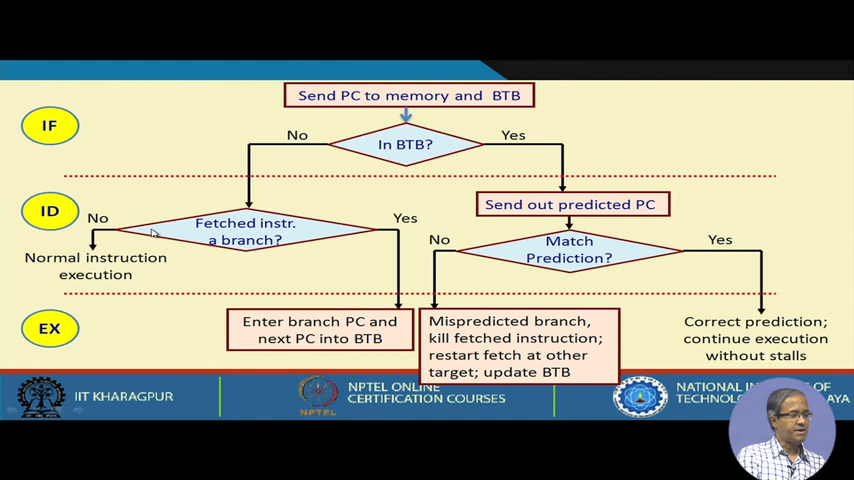 Send PC to memory and BTB
IF
No
In BTB?
Yes
ID
Send out predicted PC
No
Fetched instr.
a branch?
Yes
No
Match
Prediction?
Yes
Normal instruction
execution
EX
Enter branch PC and
next PC into BTB
Mispredicted branch,
kill fetched instruction;
restart fetch at other
target; update BTB
Correct prediction;
continue execution
without stalls
IIT KHARAGPUR
NPTEL
NPTEL ONLINE
CERTIFICATION COURSES
NATIONAL OF